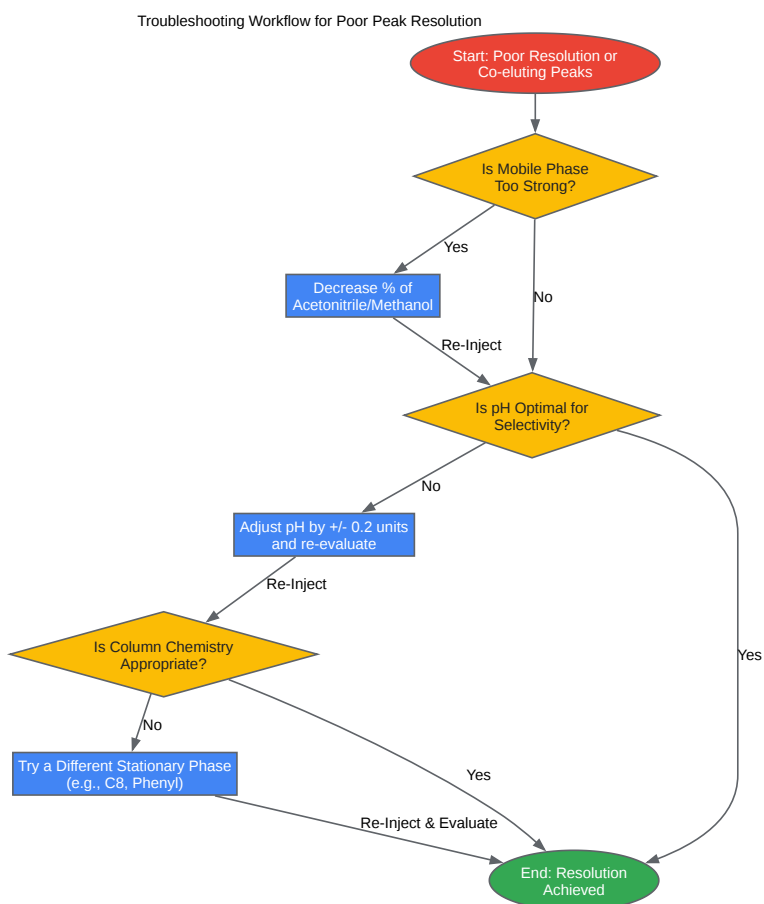 Troubleshooting Workflow for Poor Peak Resolution
Start: Poor Resolution or
Co-eluting Peaks
Is Mobile Phase
Too Strong?
Yes
Decrease % of
Acetonitrile/Methanol
No
Re-Inject
Is pH Optimal for
Selectivity?
No
Adjust pH by +/- 0.2 units
and re-evaluate
Re-Inject
Is Column Chemistry
Appropriate?
Yes
No
Try a Different Stationary Phase
(e.g., C8, Phenyl)
Yes
Re-Inject & Evaluate
End: Resolution
Achieved